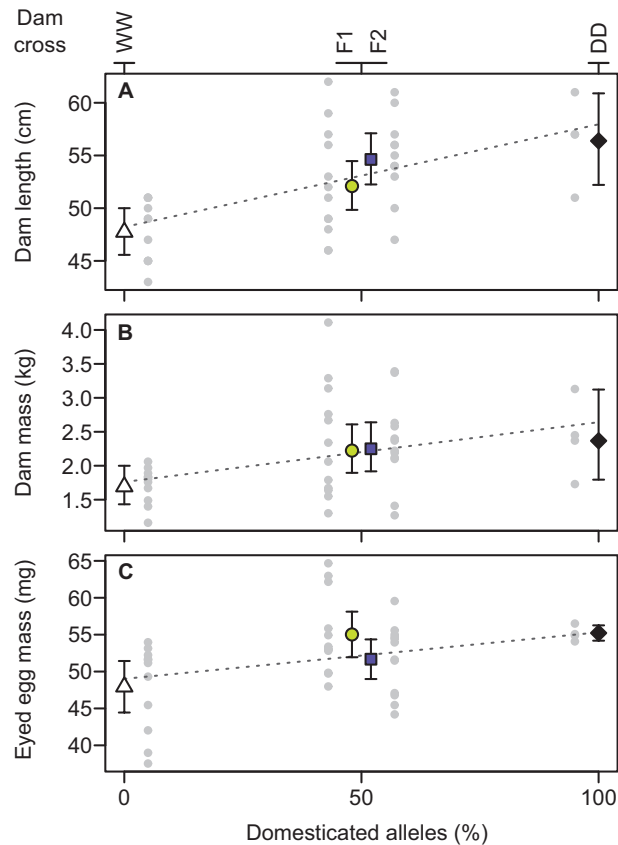 Dam
cross
WW
F1
F2
DD
A
Dam length (cm)
60
55
50
45
B
Dam mass (kg)
4.0
3.5
3.0
2.5
2.0
1.5
C
Eyed egg mass (mg)
65
60
55
50
45
40
0
50
100
Domesticated alleles (%)